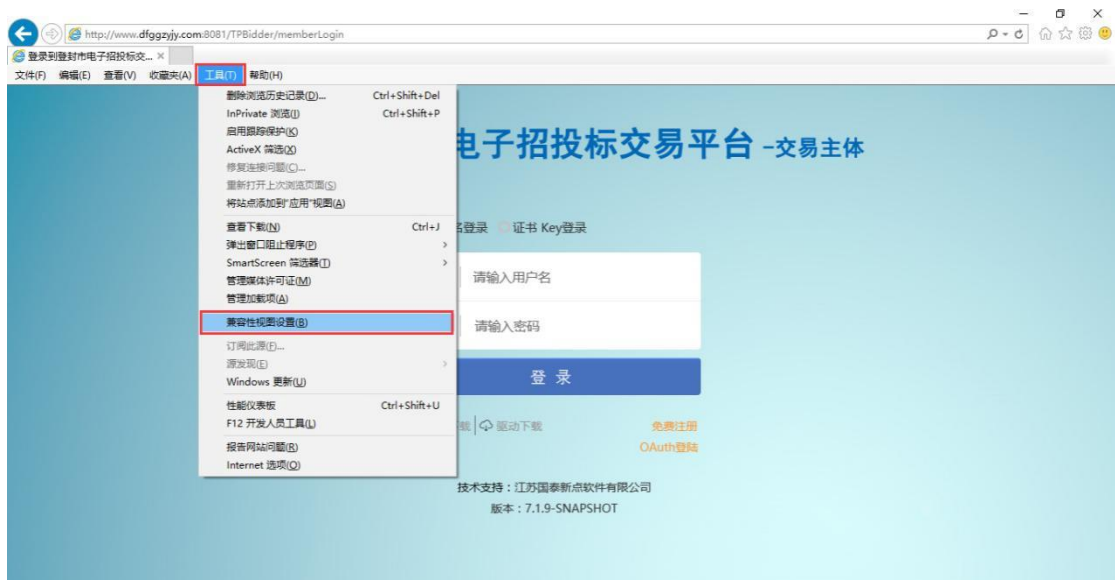 http://www.dfggzyjy.com:8081/TPBidder/memberLogin
登录到登封市电子招投标交... ×
文件(F) 编辑(E) 查看(V) 收藏夹(A) 工具(T) 帮助(H)
删除浏览历史记录(D)... Ctrl+Shift+Del
InPrivate 浏览(I) Ctrl+Shift+P
启用跟踪保护(K)
ActiveX 筛选(X)
修复连接问题(C)...
重新打开上次浏览页面(S)
将站点添加到“应用”视图(A)
查看下载(N) Ctrl+J
弹出窗口阻止程序(P)
SmartScreen 筛选器(T)
管理媒体许可证(M)
管理加载项(A)
兼容性视图设置(B)
订阅此源(F)...
源发现(E)
Windows 更新(U)
性能仪表板 Ctrl+Shift+U
F12 开发人员工具(L)
报告网站问题(R)
Internet 选项(O)
电子招投标交易平台 -交易主体
登录 证书 Key登录
请输入用户名
请输入密码
登 录
载 驱动下载 免费注册
OAuth登陆
技术支持：江苏国泰新点软件有限公司
版本：7.1.9-SNAPSHOT